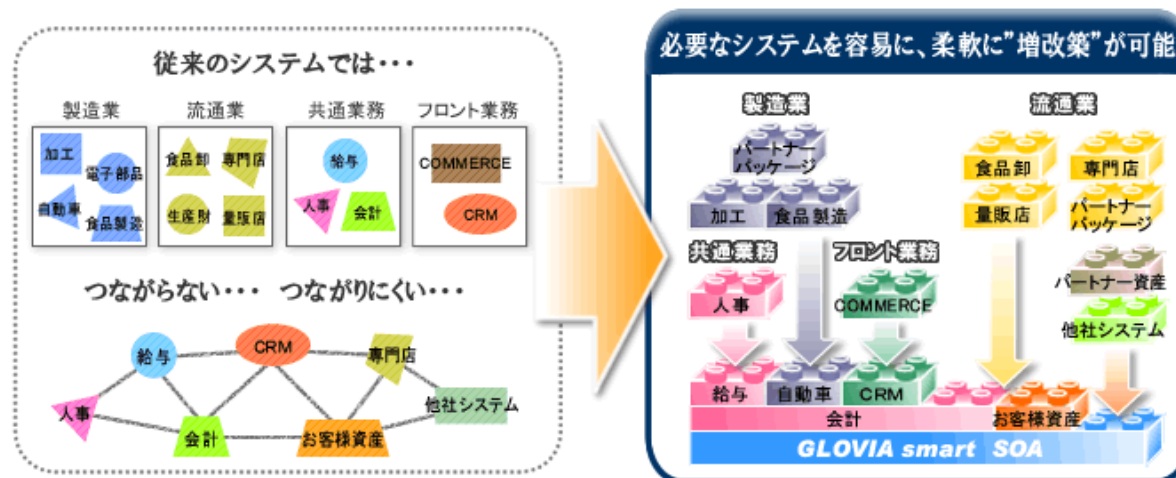 従来のシステムでは・・・
製造業
流通業
共通業務
フロント業務
加工
電子部品
自動車
食品製造
食品卸
専門店
生産財
量販店
給与
人事
会計
COMMERCE
CRM
つながらない・・・ つながりにくい・・・
給与
CRM
専門店
人事
会計
お客様資産
他社システム
必要なシステムを容易に、柔軟に"増改築"が可能
製造業
パートナー
パッケージ
加工
食品製造
流通業
食品卸
専門店
量販店
パートナー
パッケージ
共通業務
人事
フロント業務
COMMERCE
パートナー資産
他社システム
給与
自動車
CRM
会計
お客様資産
GLOVIA smart SOA